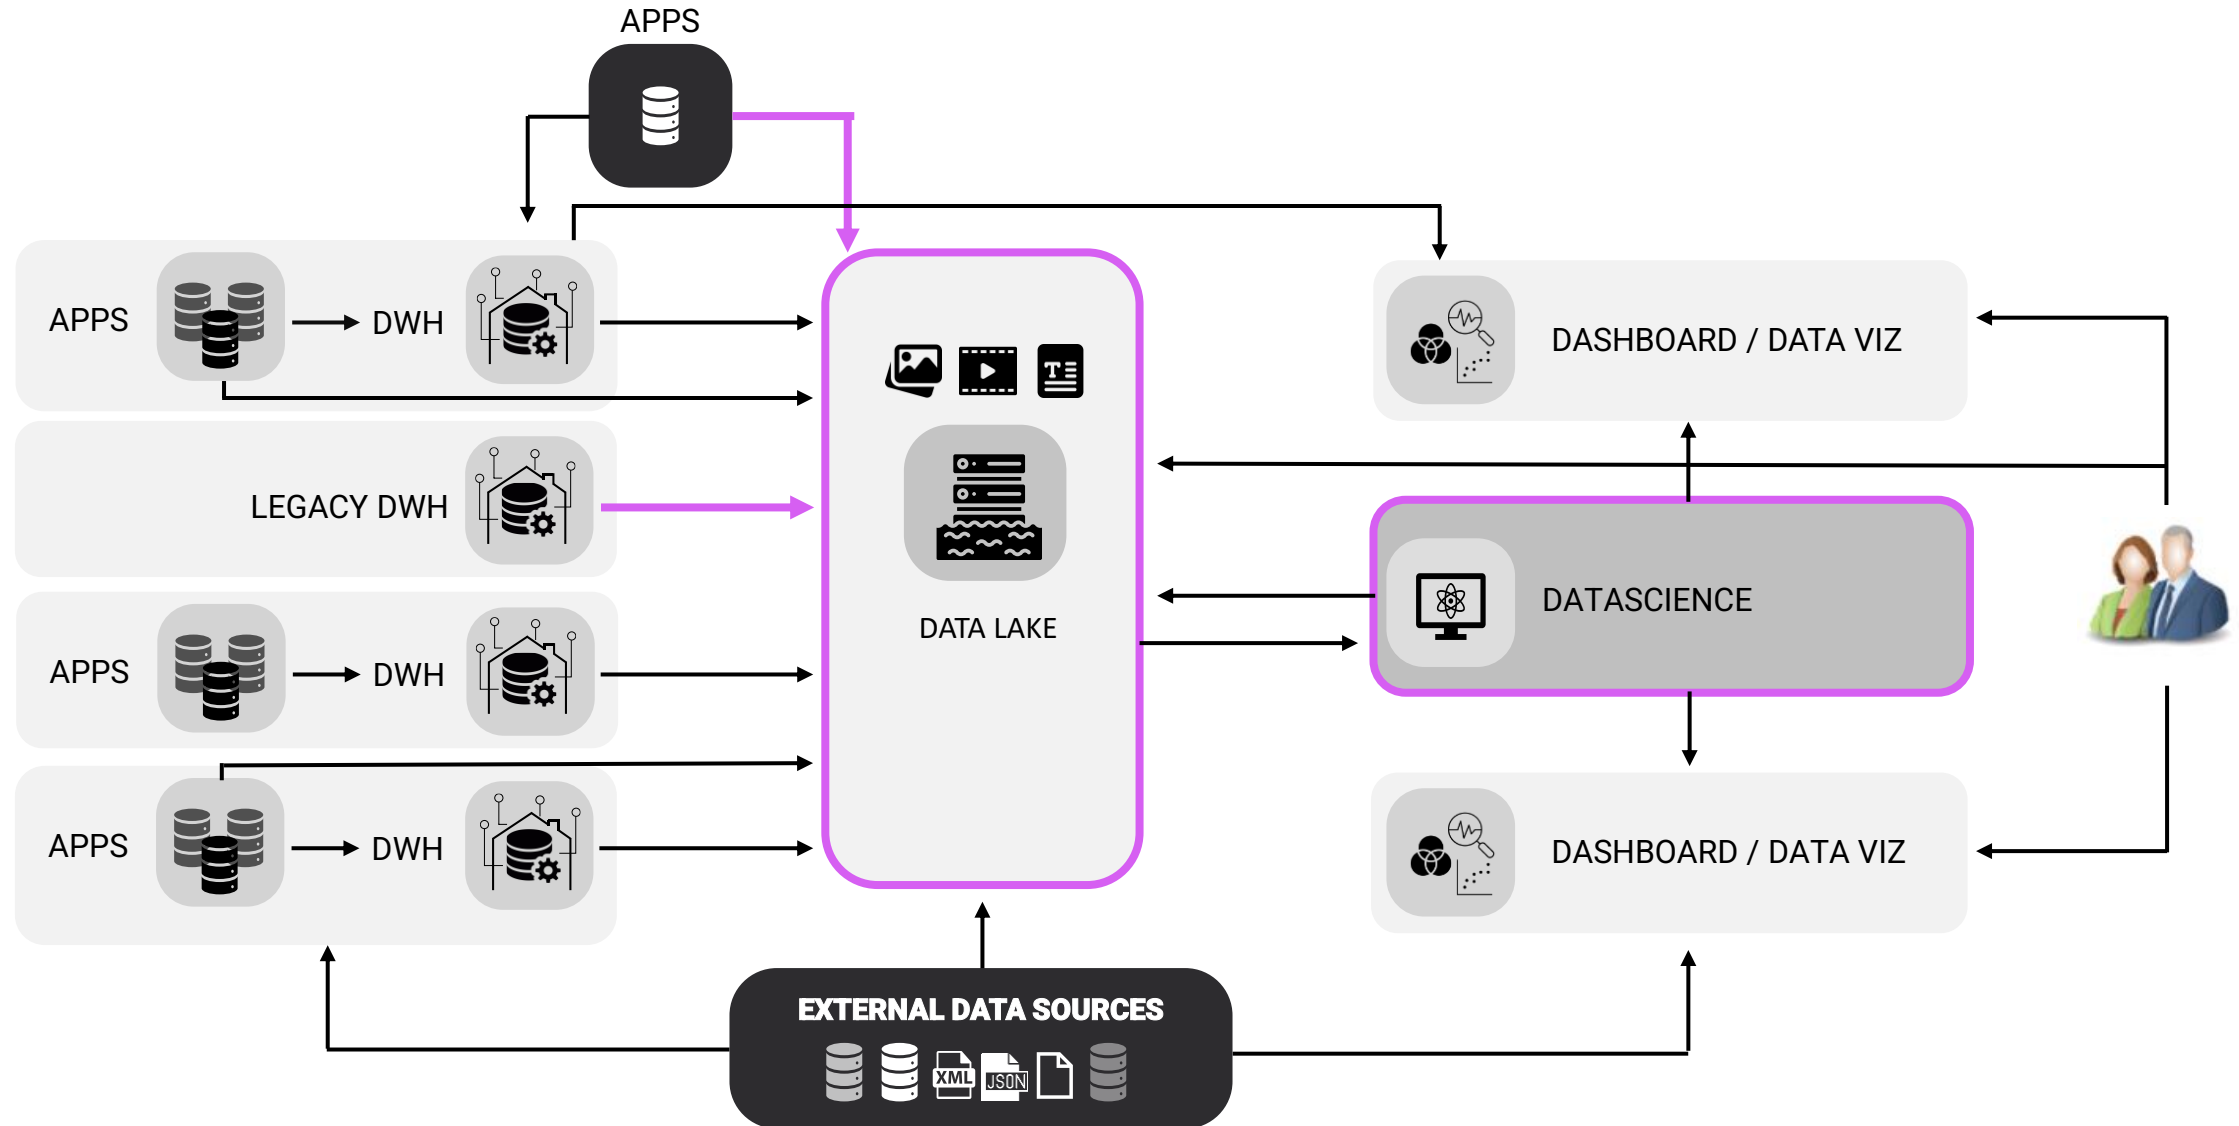 APPS
APPS
DWH
DASHBOARD / DATA VIZ
T
LEGACY DWH
DATA LAKE
DATASCIENCE
APPS
DWH
APPS
DWH
DASHBOARD / DATA VIZ
EXTERNAL DATA SOURCES
XML
JSON